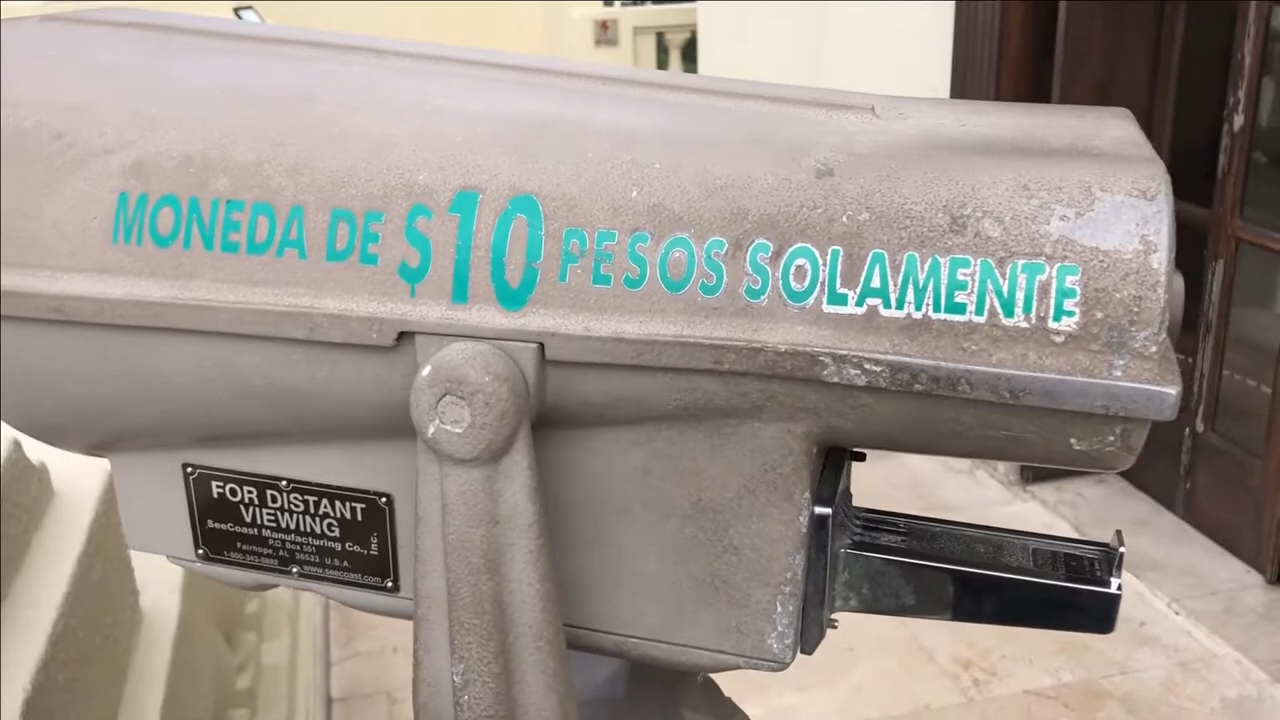 MONEDA DE $10 PESOS SOLAMENTE
FOR DISTANT
VIEWING
SeeCoast Manufacturing Co., Inc.
P.O. Box 551
Fairhope, AL 36533 U.S.A.
1-800-343-8882 www.seecoast.com